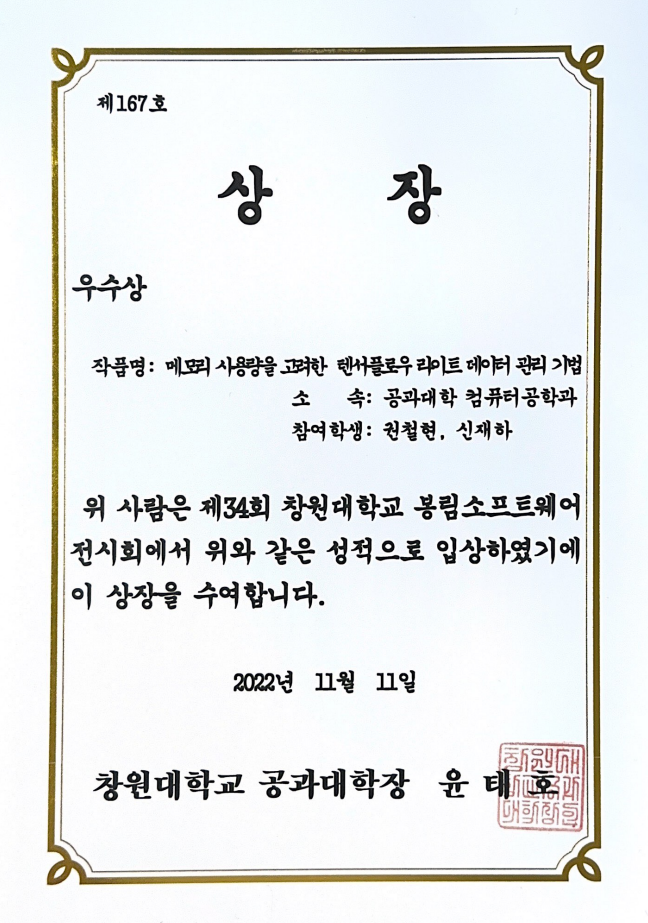 제167호
상 장
우수상
작품명: 메모리 사용량을 고려한 텐서플로우 라이트 데이터 관리 기법
소 속: 공과대학 컴퓨터공학과
참여학생: 권철현, 신재하
위 사람은 제34회 창원대학교 봉림소프트웨어
전시회에서 위와 같은 성적으로 입상하였기에
이 상장을 수여합니다.
2022년 11월 11일
창원대학교 공과대학장 윤 태 호